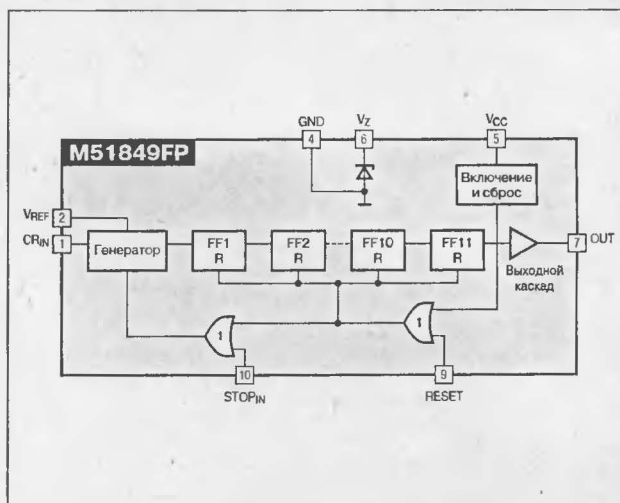 GND
VZ
VCC
4
6
5
M51849FP
Включение
и сброс
VREF
2
CRIN
1
Генератор
FF1
R
FF2
R
FF10
R
FF11
R
7
OUT
Выходной
каскад
1
1
10
9
STOPIN
RESET